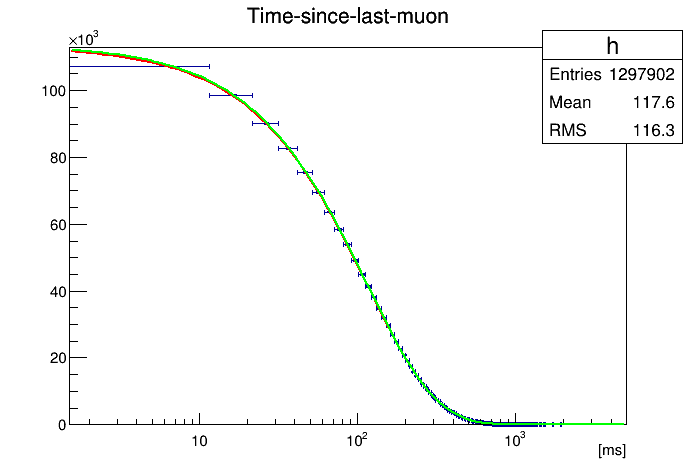 Time-since-last-muon
×10³
h
Entries 1297902
Mean 117.6
RMS 116.3
100
80
60
40
20
0
10 10² 10³
[ms]